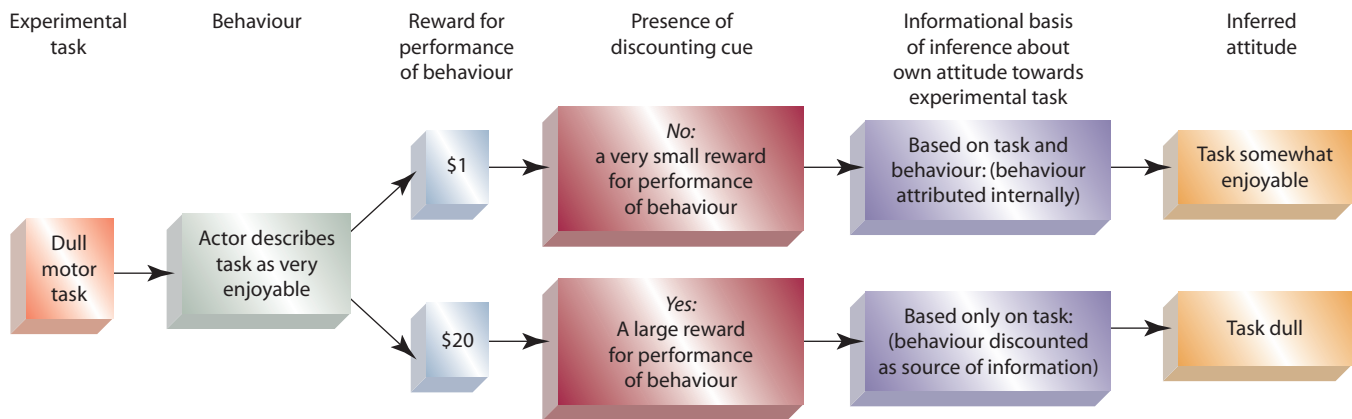 Experimental
task
Behaviour
Reward for
performance
of behaviour
Presence of
discounting cue
Informational basis
of inference about
own attitude towards
experimental task
Inferred
attitude
Dull
motor
task
Actor describes
task as very
enjoyable
$1
No:
a very small reward
for performance
of behaviour
Based on task and
behaviour: (behaviour
attributed internally)
Task somewhat
enjoyable
$20
Yes:
A large reward
for performance
of behaviour
Based only on task:
(behaviour discounted
as source of information)
Task dull